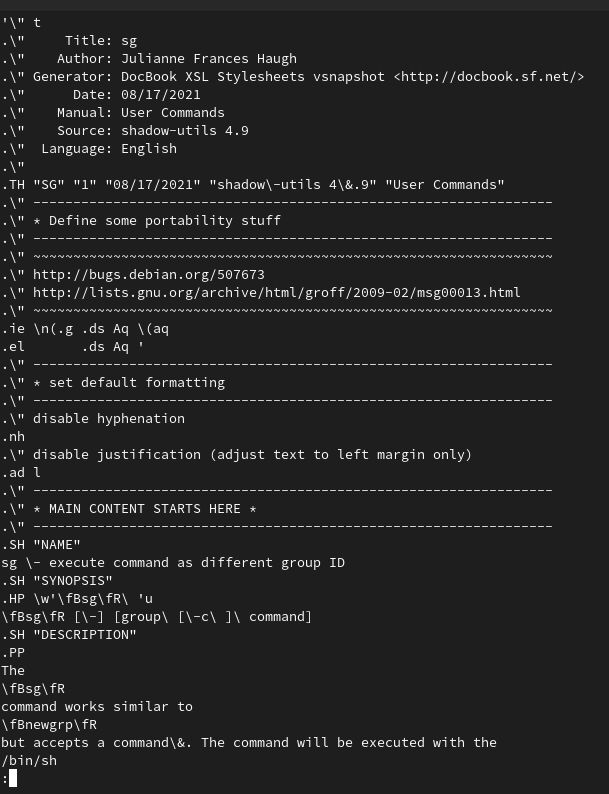 '\" t
.\"     Title: sg
.\"    Author: Julianne Frances Haugh
.\" Generator: DocBook XSL Stylesheets vsnapshot <http://docbook.sf.net/>
.\"      Date: 08/17/2021
.\"    Manual: User Commands
.\"    Source: shadow-utils 4.9
.\"  Language: English
.\"
.TH "SG" "1" "08/17/2021" "shadow\-utils 4\&.9" "User Commands"
.\" -----------------------------------------------------------------
.\" * Define some portability stuff
.\" -----------------------------------------------------------------
.\" ~~~~~~~~~~~~~~~~~~~~~~~~~~~~~~~~~~~~~~~~~~~~~~~~~~~~~~~~~~~~~~~~~
.\" http://bugs.debian.org/507673
.\" http://lists.gnu.org/archive/html/groff/2009-02/msg00013.html
.\" ~~~~~~~~~~~~~~~~~~~~~~~~~~~~~~~~~~~~~~~~~~~~~~~~~~~~~~~~~~~~~~~~~
.ie \n(.g .ds Aq \(aq
.el       .ds Aq '
.\" -----------------------------------------------------------------
.\" * set default formatting
.\" -----------------------------------------------------------------
.\" disable hyphenation
.nh
.\" disable justification (adjust text to left margin only)
.ad l
.\" -----------------------------------------------------------------
.\" * MAIN CONTENT STARTS HERE *
.\" -----------------------------------------------------------------
.SH "NAME"
sg \- execute command as different group ID
.SH "SYNOPSIS"
.HP \w'\fBsg\fR\ 'u
\fBsg\fR [\-] [group\ [\-c\ ]\ command]
.SH "DESCRIPTION"
.PP
The
\fBsg\fR
command works similar to
\fBnewgrp\fR
but accepts a command\&. The command will be executed with the
/bin/sh
: